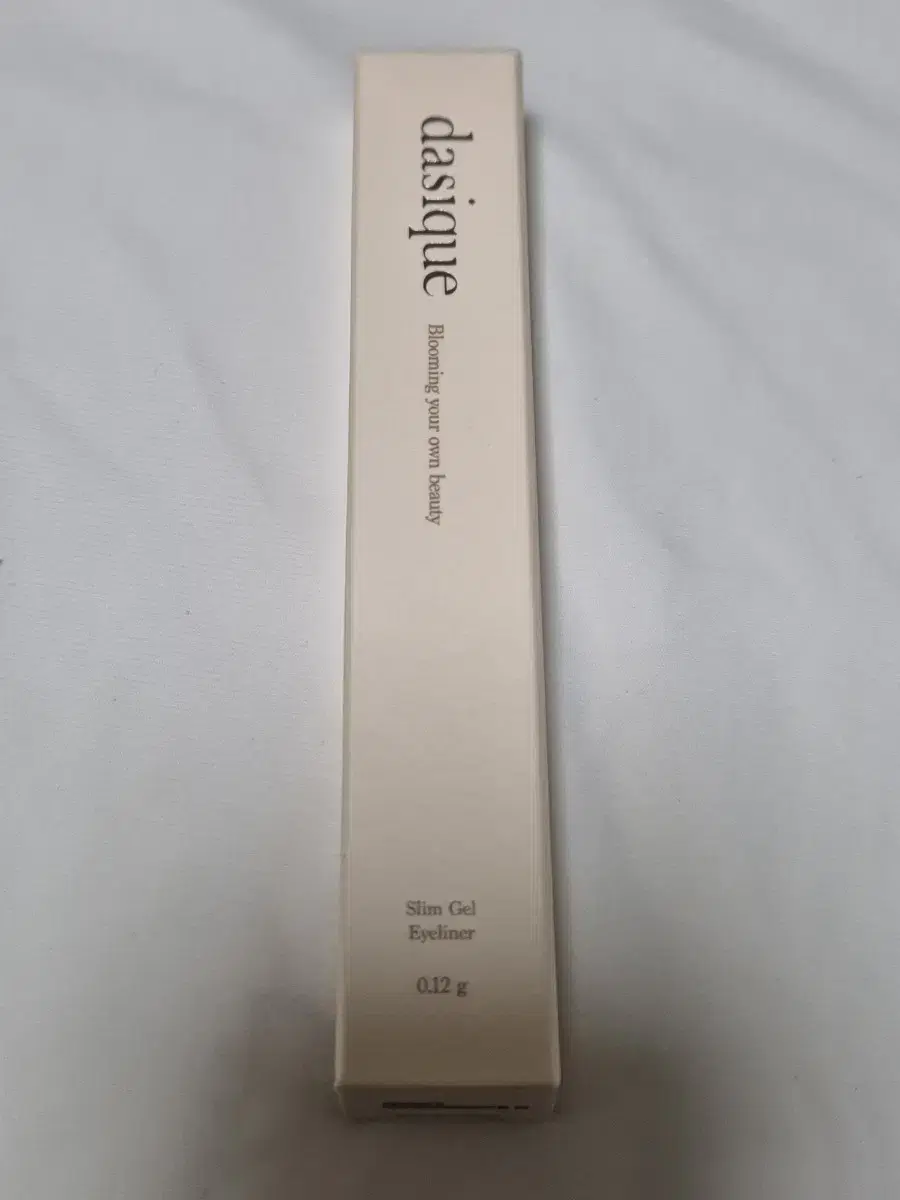 dasique
Blooming your own beauty
Slim Gel
Eyeliner
0.12 g